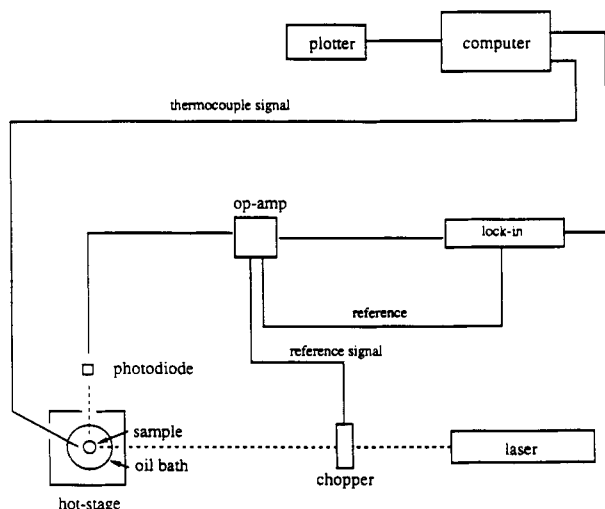 plotter
computer
thermocouple signal
op-amp
lock-in
reference
reference signal
photodiode
sample
oil bath
hot-stage
chopper
laser